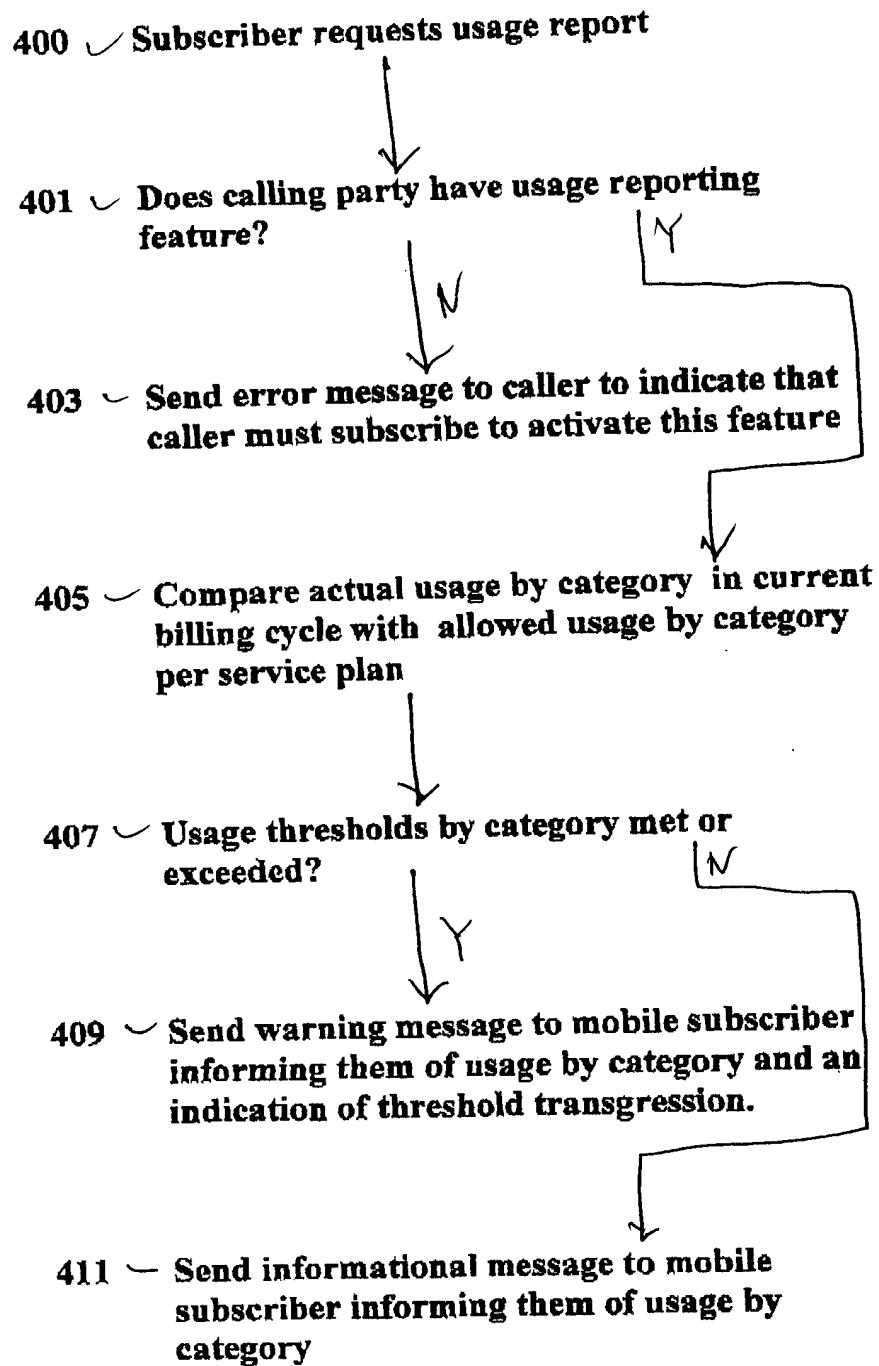 400 Subscriber requests usage report
401 Does calling party have usage reporting
feature?
Y
N
403 Send error message to caller to indicate that
caller must subscribe to activate this feature
405 Compare actual usage by category in current
billing cycle with allowed usage by category
per service plan
407 Usage thresholds by category met or
exceeded?
N
Y
409 Send warning message to mobile subscriber
informing them of usage by category and an
indication of threshold transgression.
411 Send informational message to mobile
subscriber informing them of usage by
category